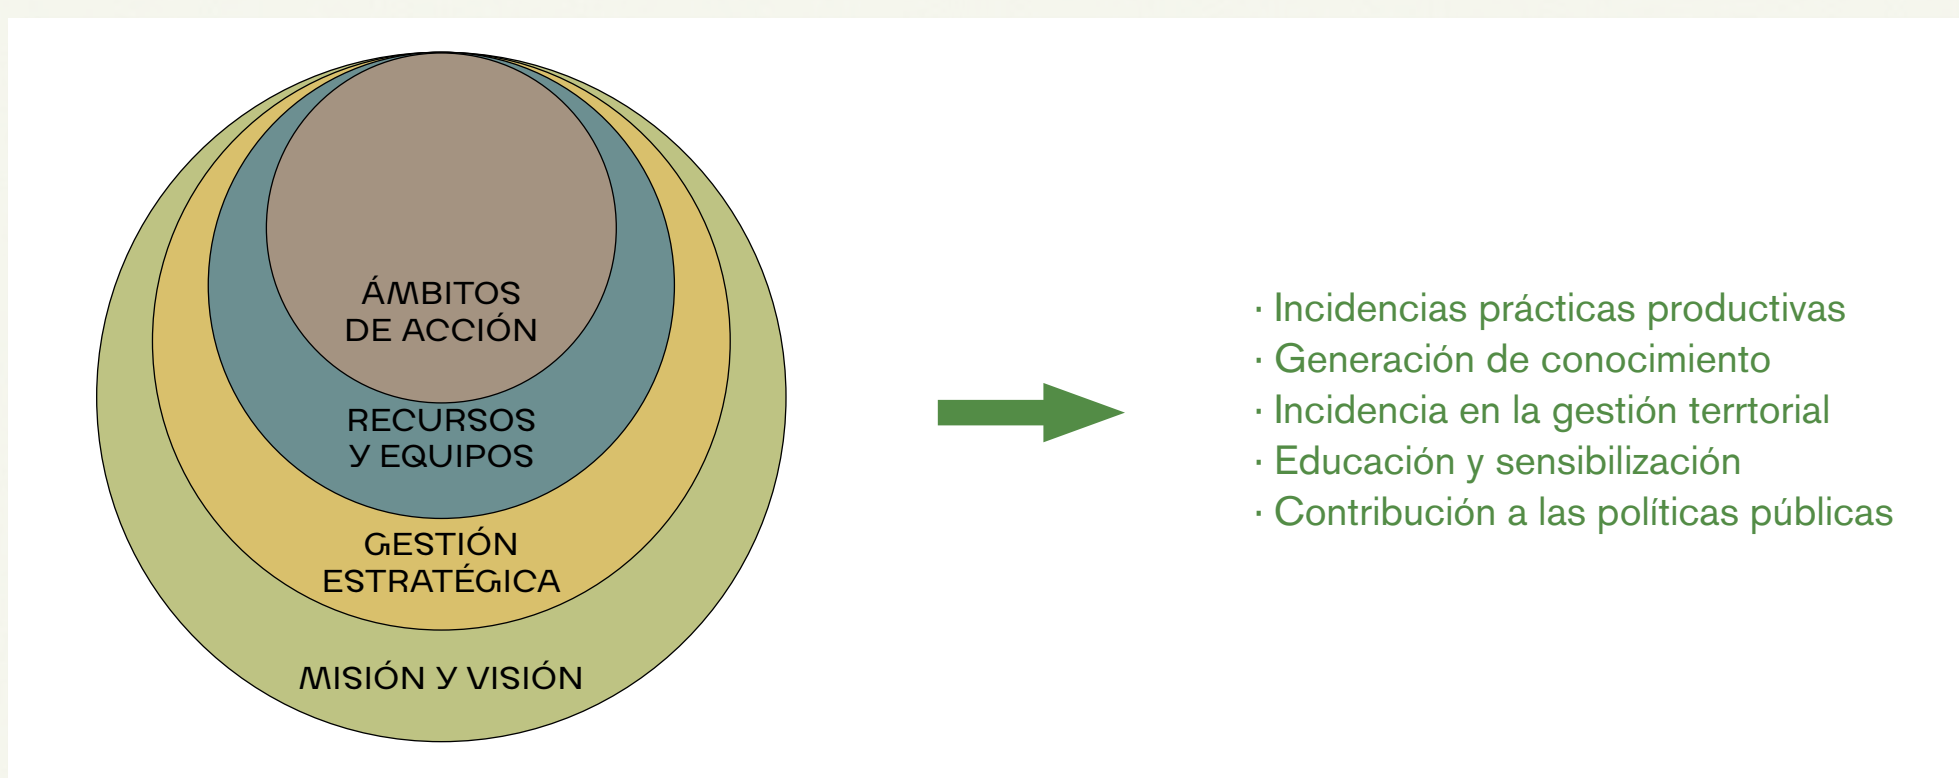 ÁMBITOS
DE ACCIÓN
RECURSOS
Y EQUIPOS
GESTIÓN
ESTRATÉGICA
MISIÓN Y VISIÓN
· Incidencias prácticas productivas
· Generación de conocimiento
· Incidencia en la gestión terrtorial
· Educación y sensibilización
· Contribución a las políticas públicas